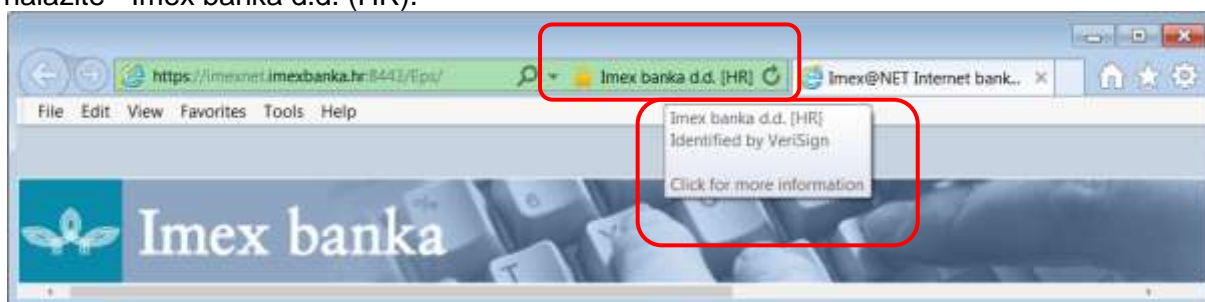 nalazite - Imex banka d.d. (HR).
https://imexnet.imexbanka.hr:8443/Eps/
Imex banka d.d. [HR]
Imex@NET Internet bank..
File Edit View Favorites Tools Help
Imex banka d.d. [HR]
Identified by VeriSign
Click for more information
Imex banka